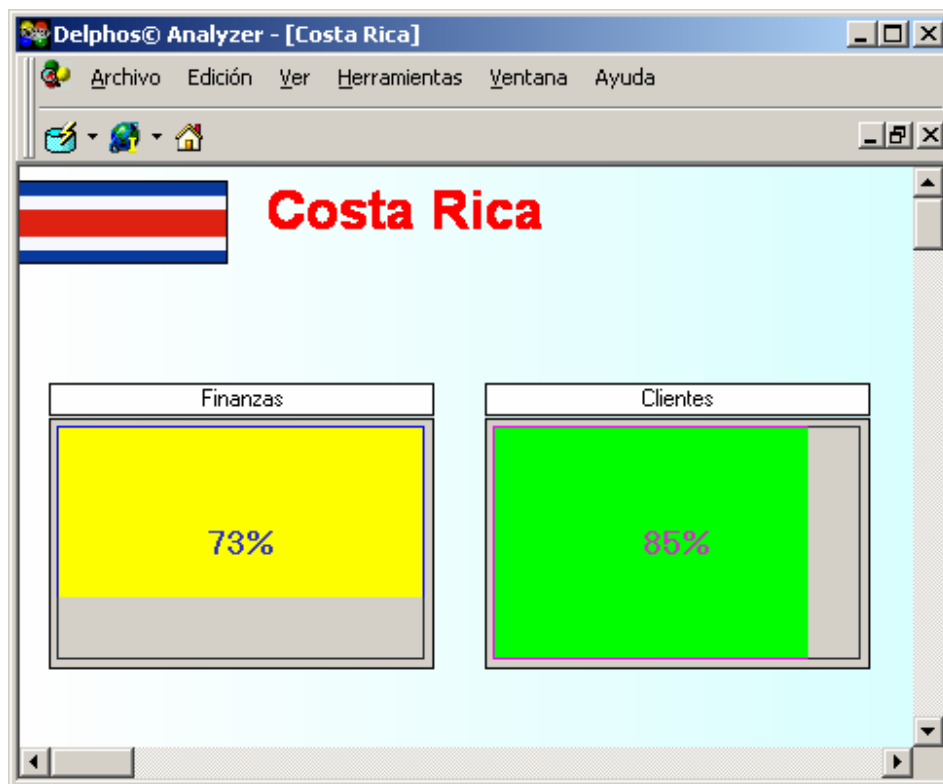 Delphos© Analyzer - [Costa Rica]
Archivo Edición Ver Herramientas Ventana Ayuda
Costa Rica
Finanzas Clientes
73% 85%